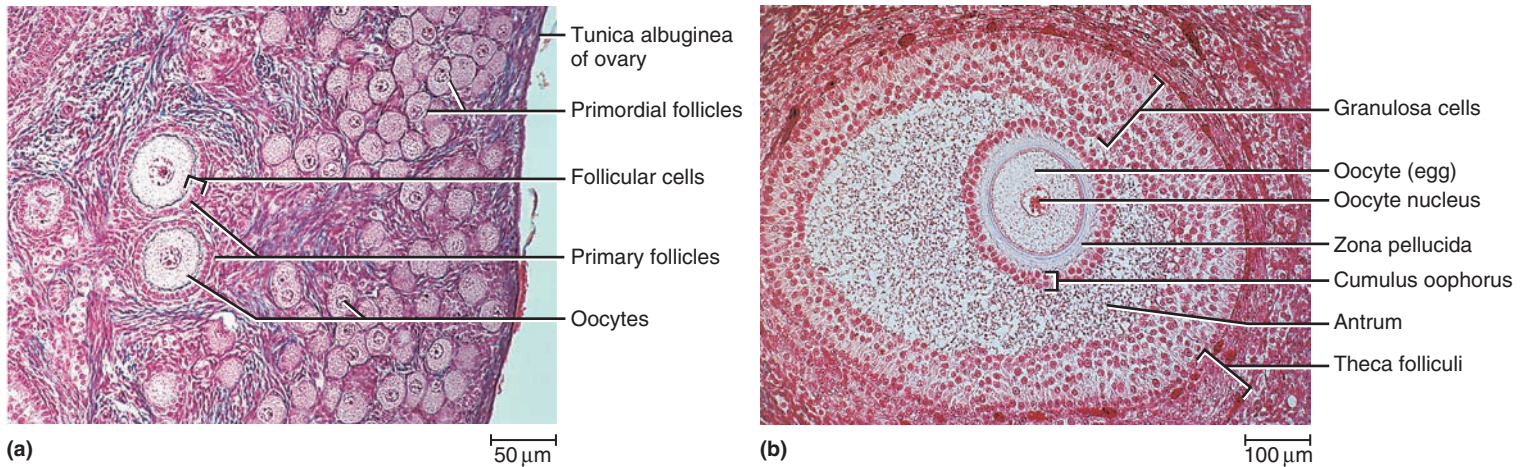 Tunica albuginea
of ovary
Primordial follicles
Follicular cells
Primary follicles
Oocytes
(a)
50 µm
Granulosa cells
Oocyte (egg)
Oocyte nucleus
Zona pellucida
Cumulus oophorus
Antrum
Theca folliculi
(b)
100 µm